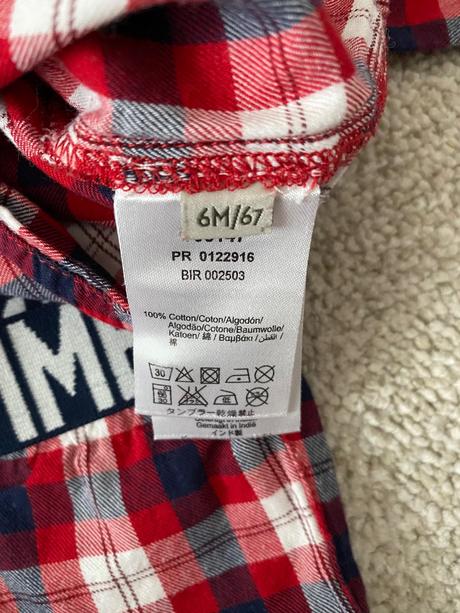 6M/67
PR 0122916
BIR 002503
100% Cotton/Coton/Algodón/
Algodão/Cotone/Baumwolle/
Katoen/ 綿 / Βαμβάκι / القطن/
棉
30
タンブラー乾燥禁止
Gemaakt in Indië
インド製